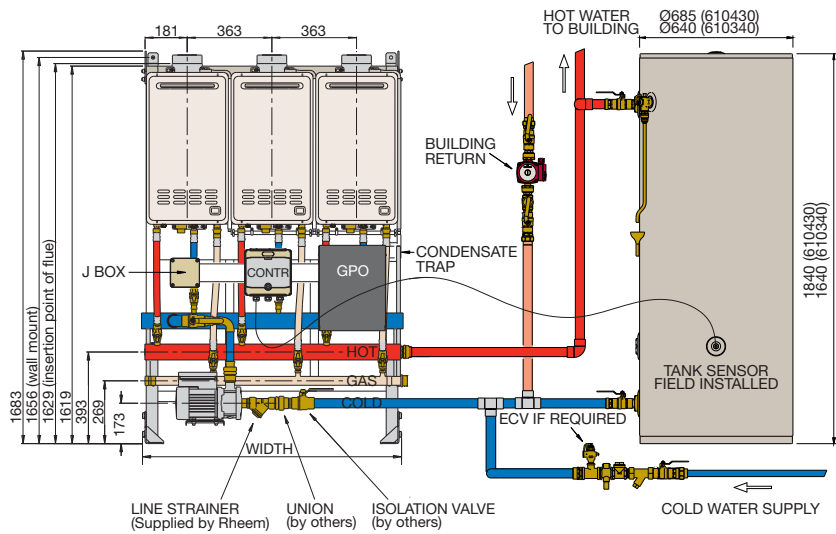 181
363
363
HOT WATER
TO BUILDING
Ø685 (610430)
Ø640 (610340)
BUILDING
RETURN
CONDENSATE
TRAP
J BOX
CONTR
GPO
1840 (610430)
1640 (610340)
TANK SENSOR
FIELD INSTALLED
HOT
GAS
COLD
1683
1656 (wall mount)
1629 (insertion point of flue)
1619
393
269
173
ECV IF REQUIRED
WIDTH
LINE STRAINER
(Supplied by Rheem)
UNION
(by others)
ISOLATION VALVE
(by others)
COLD WATER SUPPLY